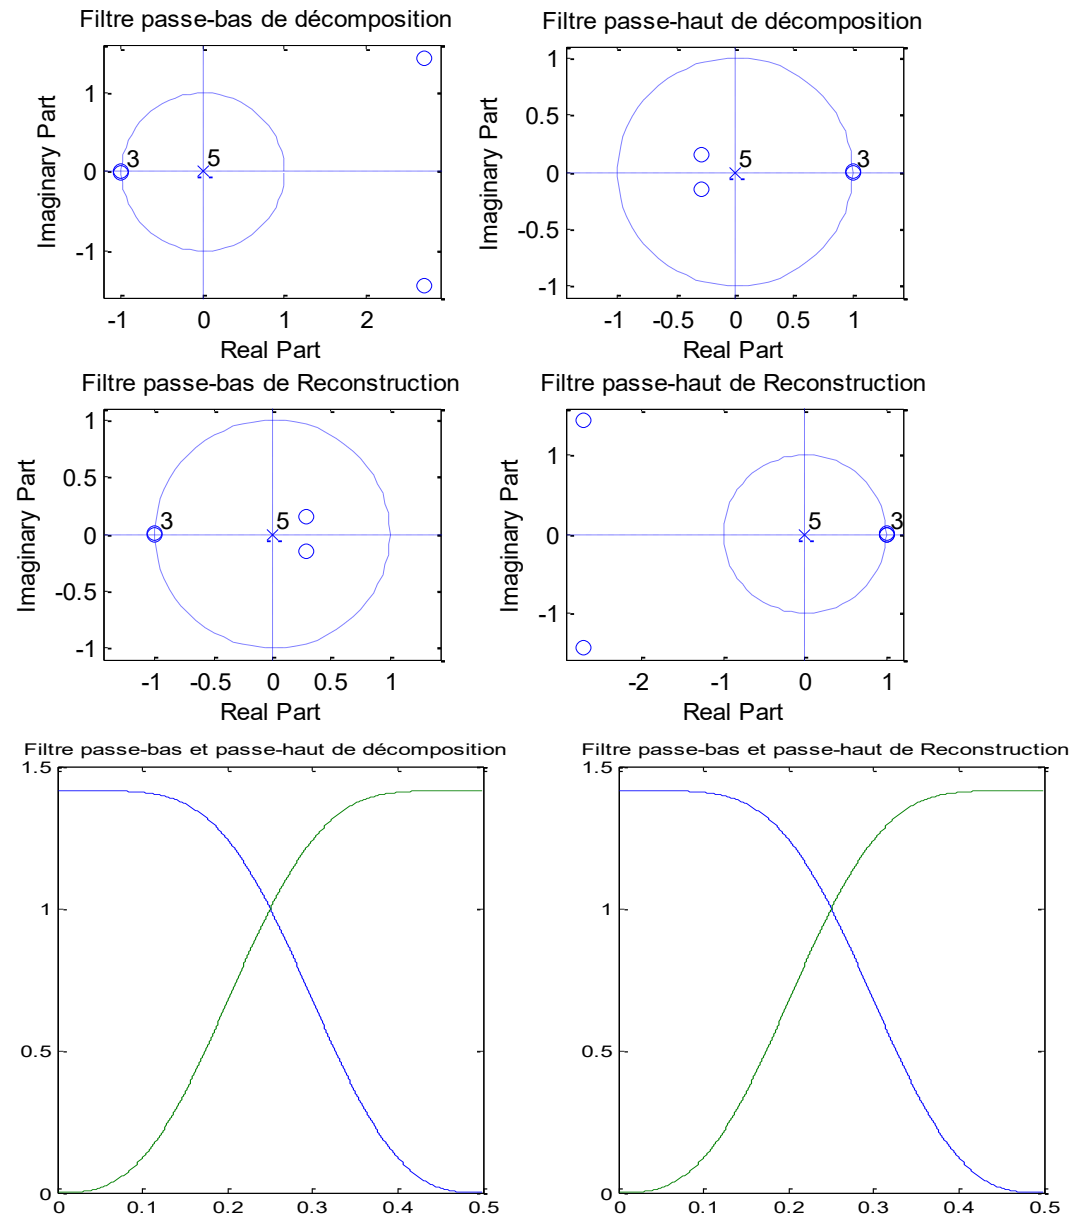 Filtre passe-bas de décomposition
Imaginary Part
1
0
-1
3
5
-1 0 1 2
Real Part
Filtre passe-haut de décomposition
Imaginary Part
1
0.5
0
-0.5
-1
5
3
-1 -0.5 0 0.5 1
Real Part
Filtre passe-bas de Reconstruction
Imaginary Part
1
0.5
0
-0.5
-1
3
5
-1 -0.5 0 0.5 1
Real Part
Filtre passe-haut de Reconstruction
Imaginary Part
1
0
-1
5
3
-2 -1 0 1
Real Part
Filtre passe-bas et passe-haut de décomposition
1.5
1
0.5
0
0 0.1 0.2 0.3 0.4 0.5
Filtre passe-bas et passe-haut de Reconstruction
1.5
1
0.5
0
0 0.1 0.2 0.3 0.4 0.5